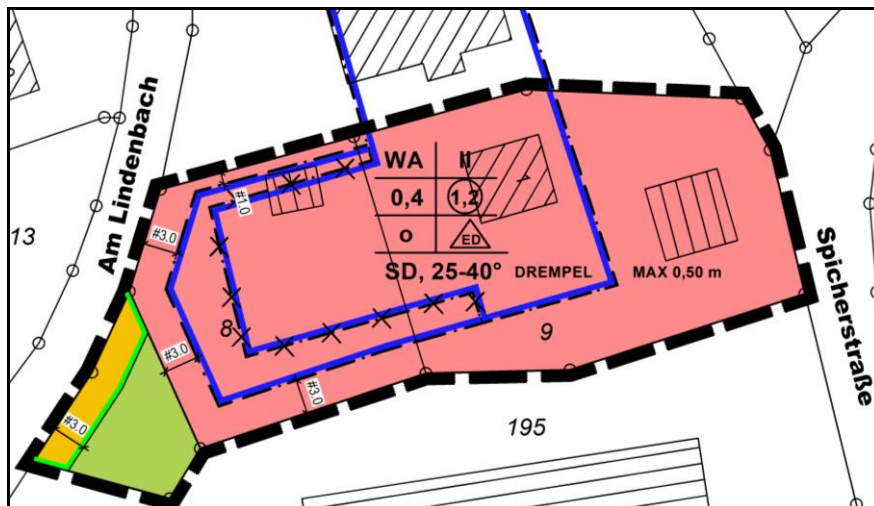 Am Lindenbach
13
WA
II
0,4
1,2
o
ED
SD, 25-40° DREMPEL MAX 0,50 m
#1.0
#3.0
8
9
#3.0
#3.0
#3.0
195
Spicherstraße